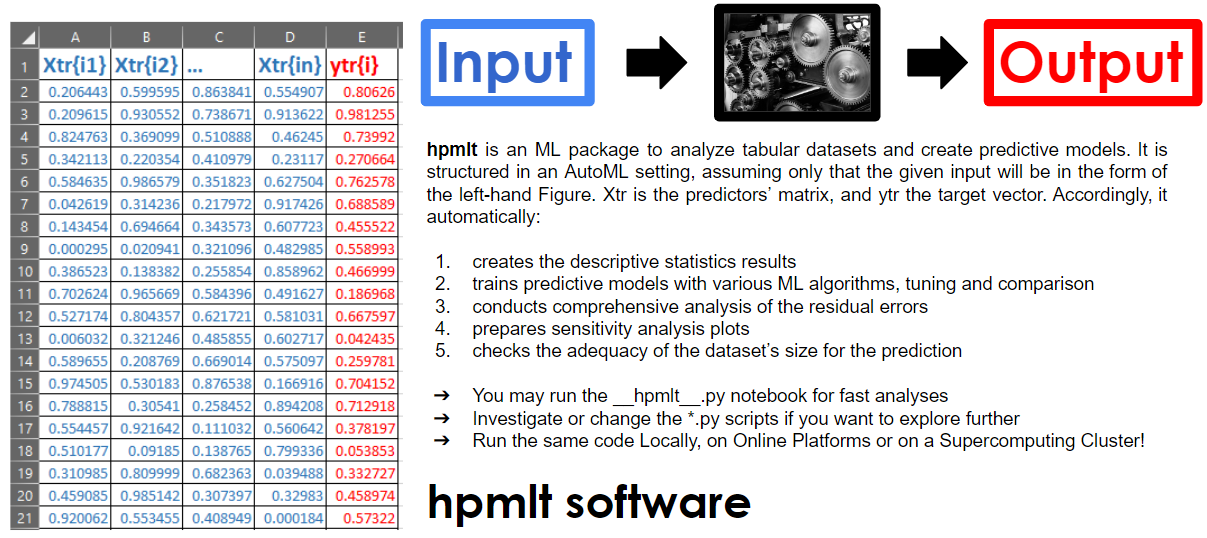 A B C D E
1 Xtr{i1} Xtr{i2} ... Xtr{in} ytr{i}
2 0.206443 0.599595 0.863841 0.554907 0.80626
3 0.209615 0.930552 0.738671 0.913622 0.981255
4 0.824763 0.369099 0.510888 0.46245 0.73992
5 0.342113 0.220354 0.410979 0.23117 0.270664
6 0.584635 0.986579 0.351823 0.627504 0.762578
7 0.042619 0.314236 0.217972 0.917426 0.688589
8 0.143454 0.694664 0.343573 0.607723 0.455522
9 0.000295 0.020941 0.321096 0.482985 0.558993
10 0.386523 0.138382 0.255854 0.858962 0.466999
11 0.702624 0.965669 0.584396 0.491627 0.186968
12 0.527174 0.804357 0.621721 0.581031 0.667597
13 0.006032 0.321246 0.485855 0.602717 0.042435
14 0.589655 0.208769 0.669014 0.575097 0.259781
15 0.974505 0.530183 0.876538 0.166916 0.704152
16 0.788815 0.30541 0.258452 0.894208 0.712918
17 0.554457 0.921642 0.111032 0.560642 0.378197
18 0.510177 0.09185 0.138765 0.799336 0.053853
19 0.310985 0.809999 0.682363 0.039488 0.332727
20 0.459085 0.985142 0.307397 0.32983 0.458974
21 0.920062 0.553455 0.408949 0.000184 0.57322
Input
Output
hpmlt is an ML package to analyze tabular datasets and create predictive models. It is
structured in an AutoML setting, assuming only that the given input will be in the form of
the left-hand Figure. Xtr is the predictors’ matrix, and ytr the target vector. Accordingly, it
automatically:
1. creates the descriptive statistics results
2. trains predictive models with various ML algorithms, tuning and comparison
3. conducts comprehensive analysis of the residual errors
4. prepares sensitivity analysis plots
5. checks the adequacy of the dataset’s size for the prediction
➔ You may run the __hpmlt__.py notebook for fast analyses
➔ Investigate or change the *.py scripts if you want to explore further
➔ Run the same code Locally, on Online Platforms or on a Supercomputing Cluster!
hpmlt software